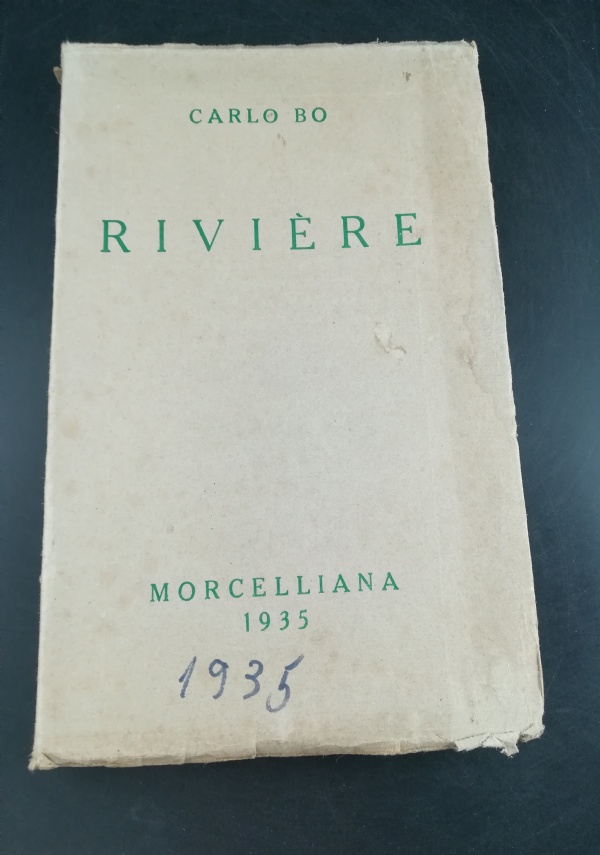 CARLO BO
RIVIÈRE
MORCELLIANA
1935
1935